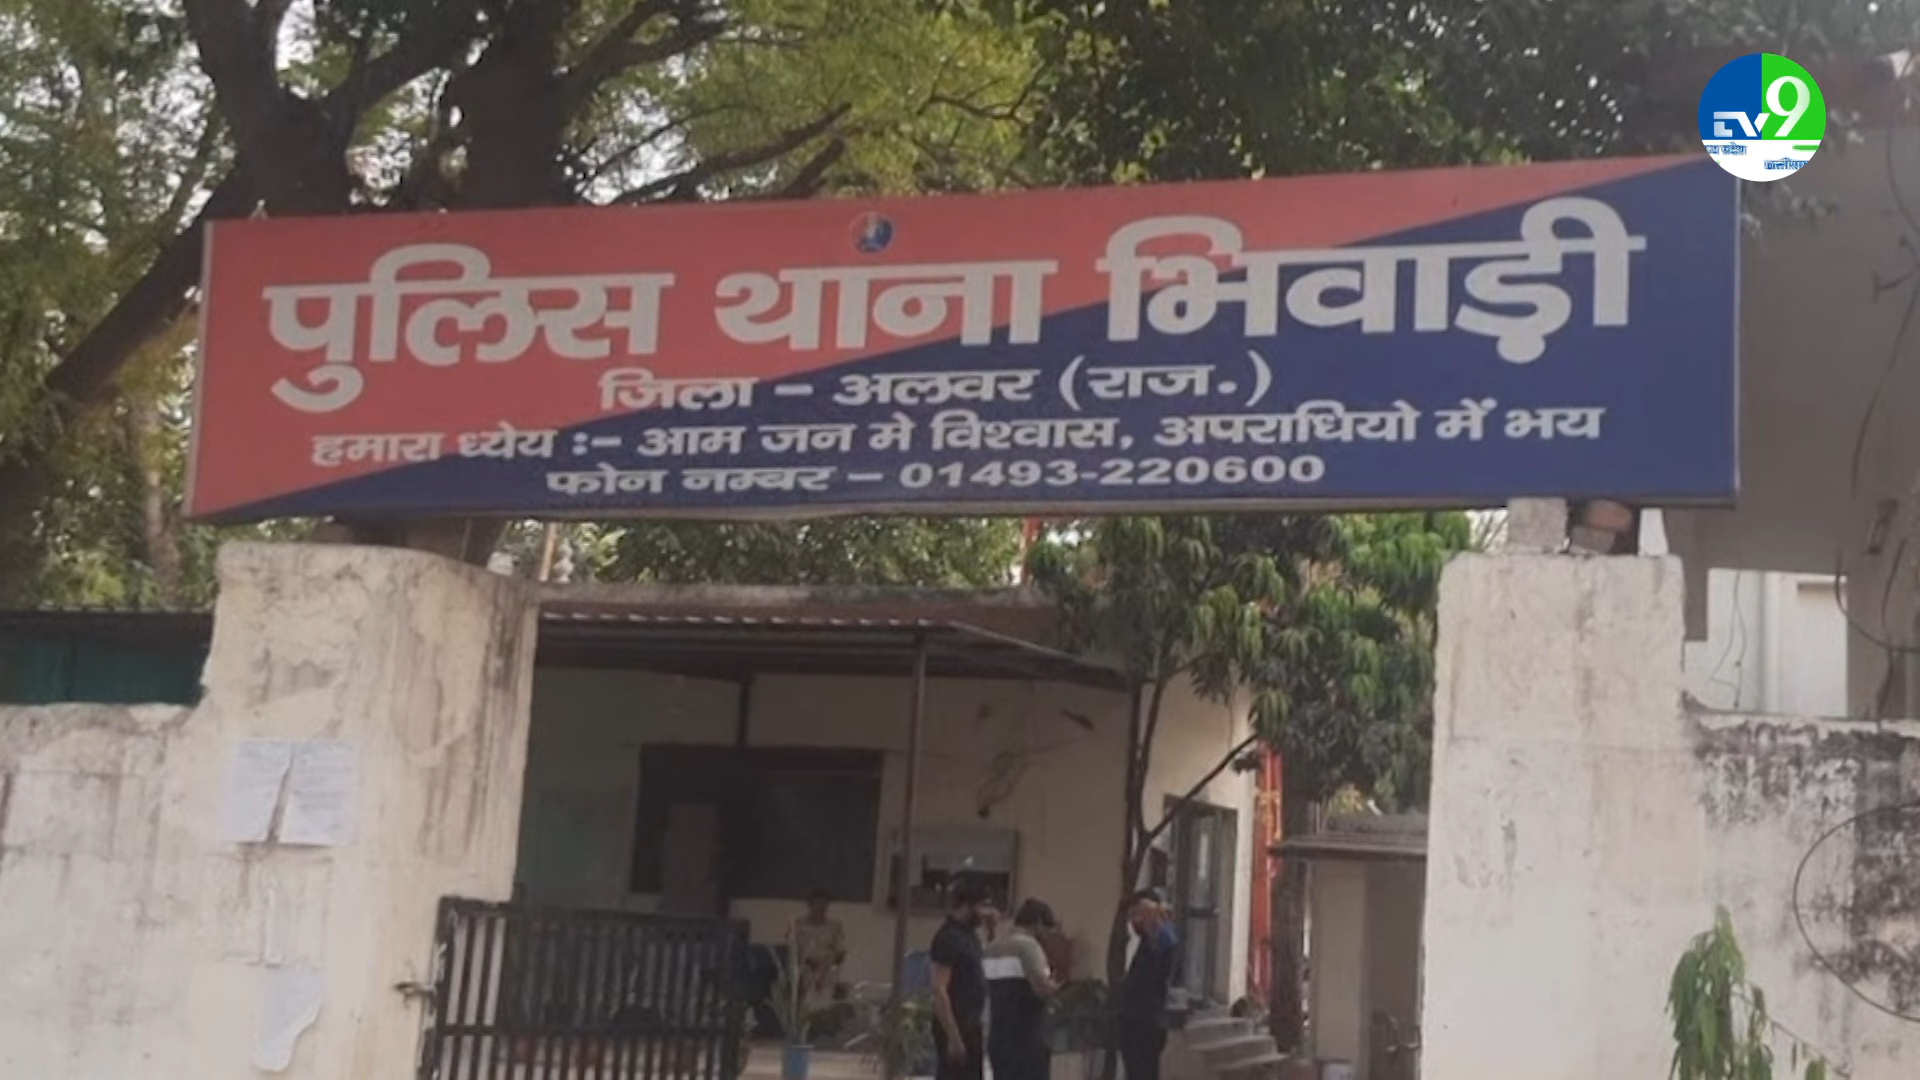 पुलिस थाना भिवाड़ी
जिला - अलवर (राज.)
हमारा ध्येय :- आम जन मे विश्वास, अपराधियो में भय
फोन नम्बर - 01493-220600
TV9